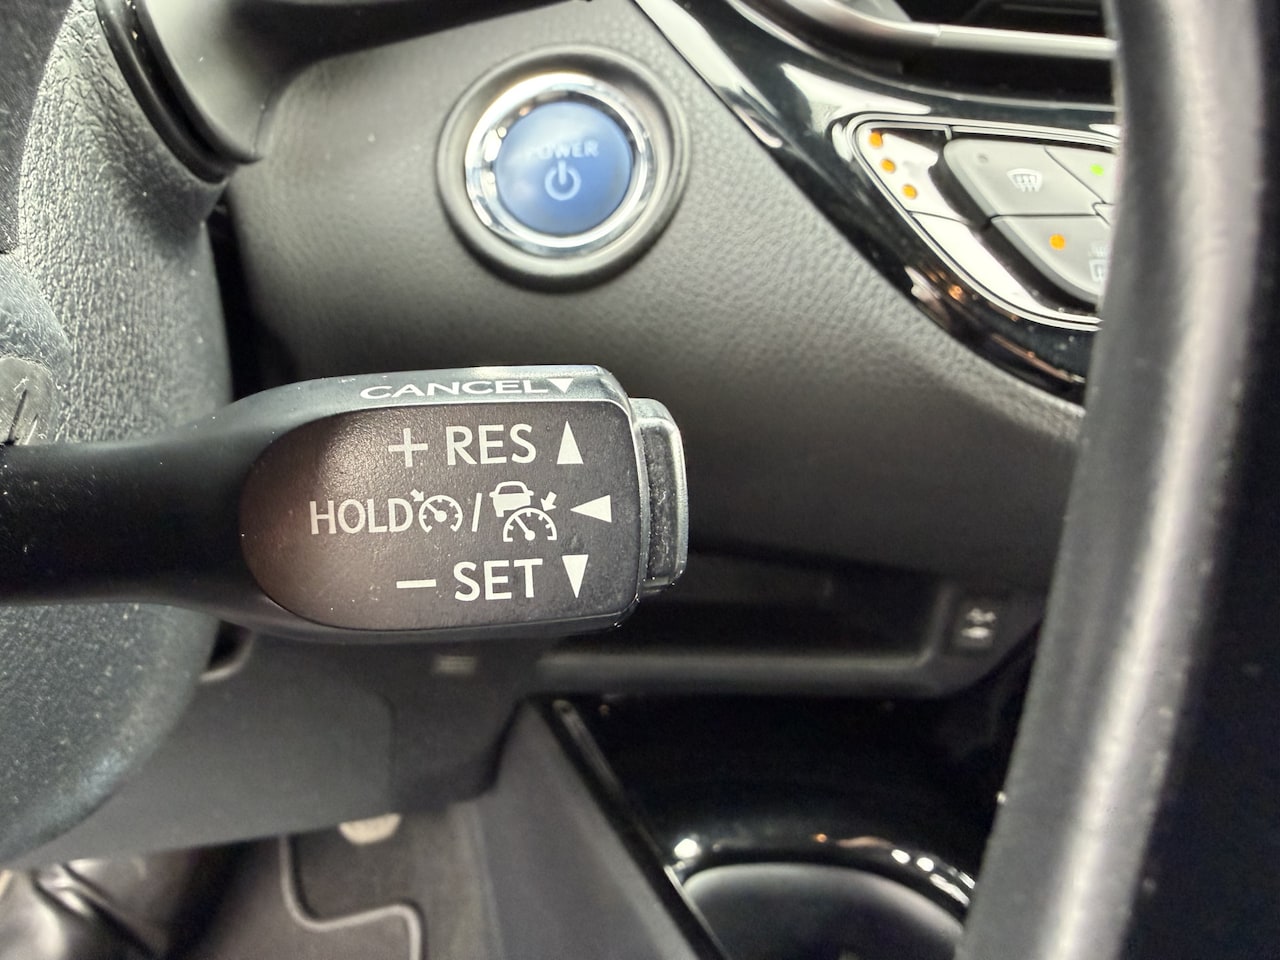 POWER
CANCEL
+ RES
HOLD /
− SET